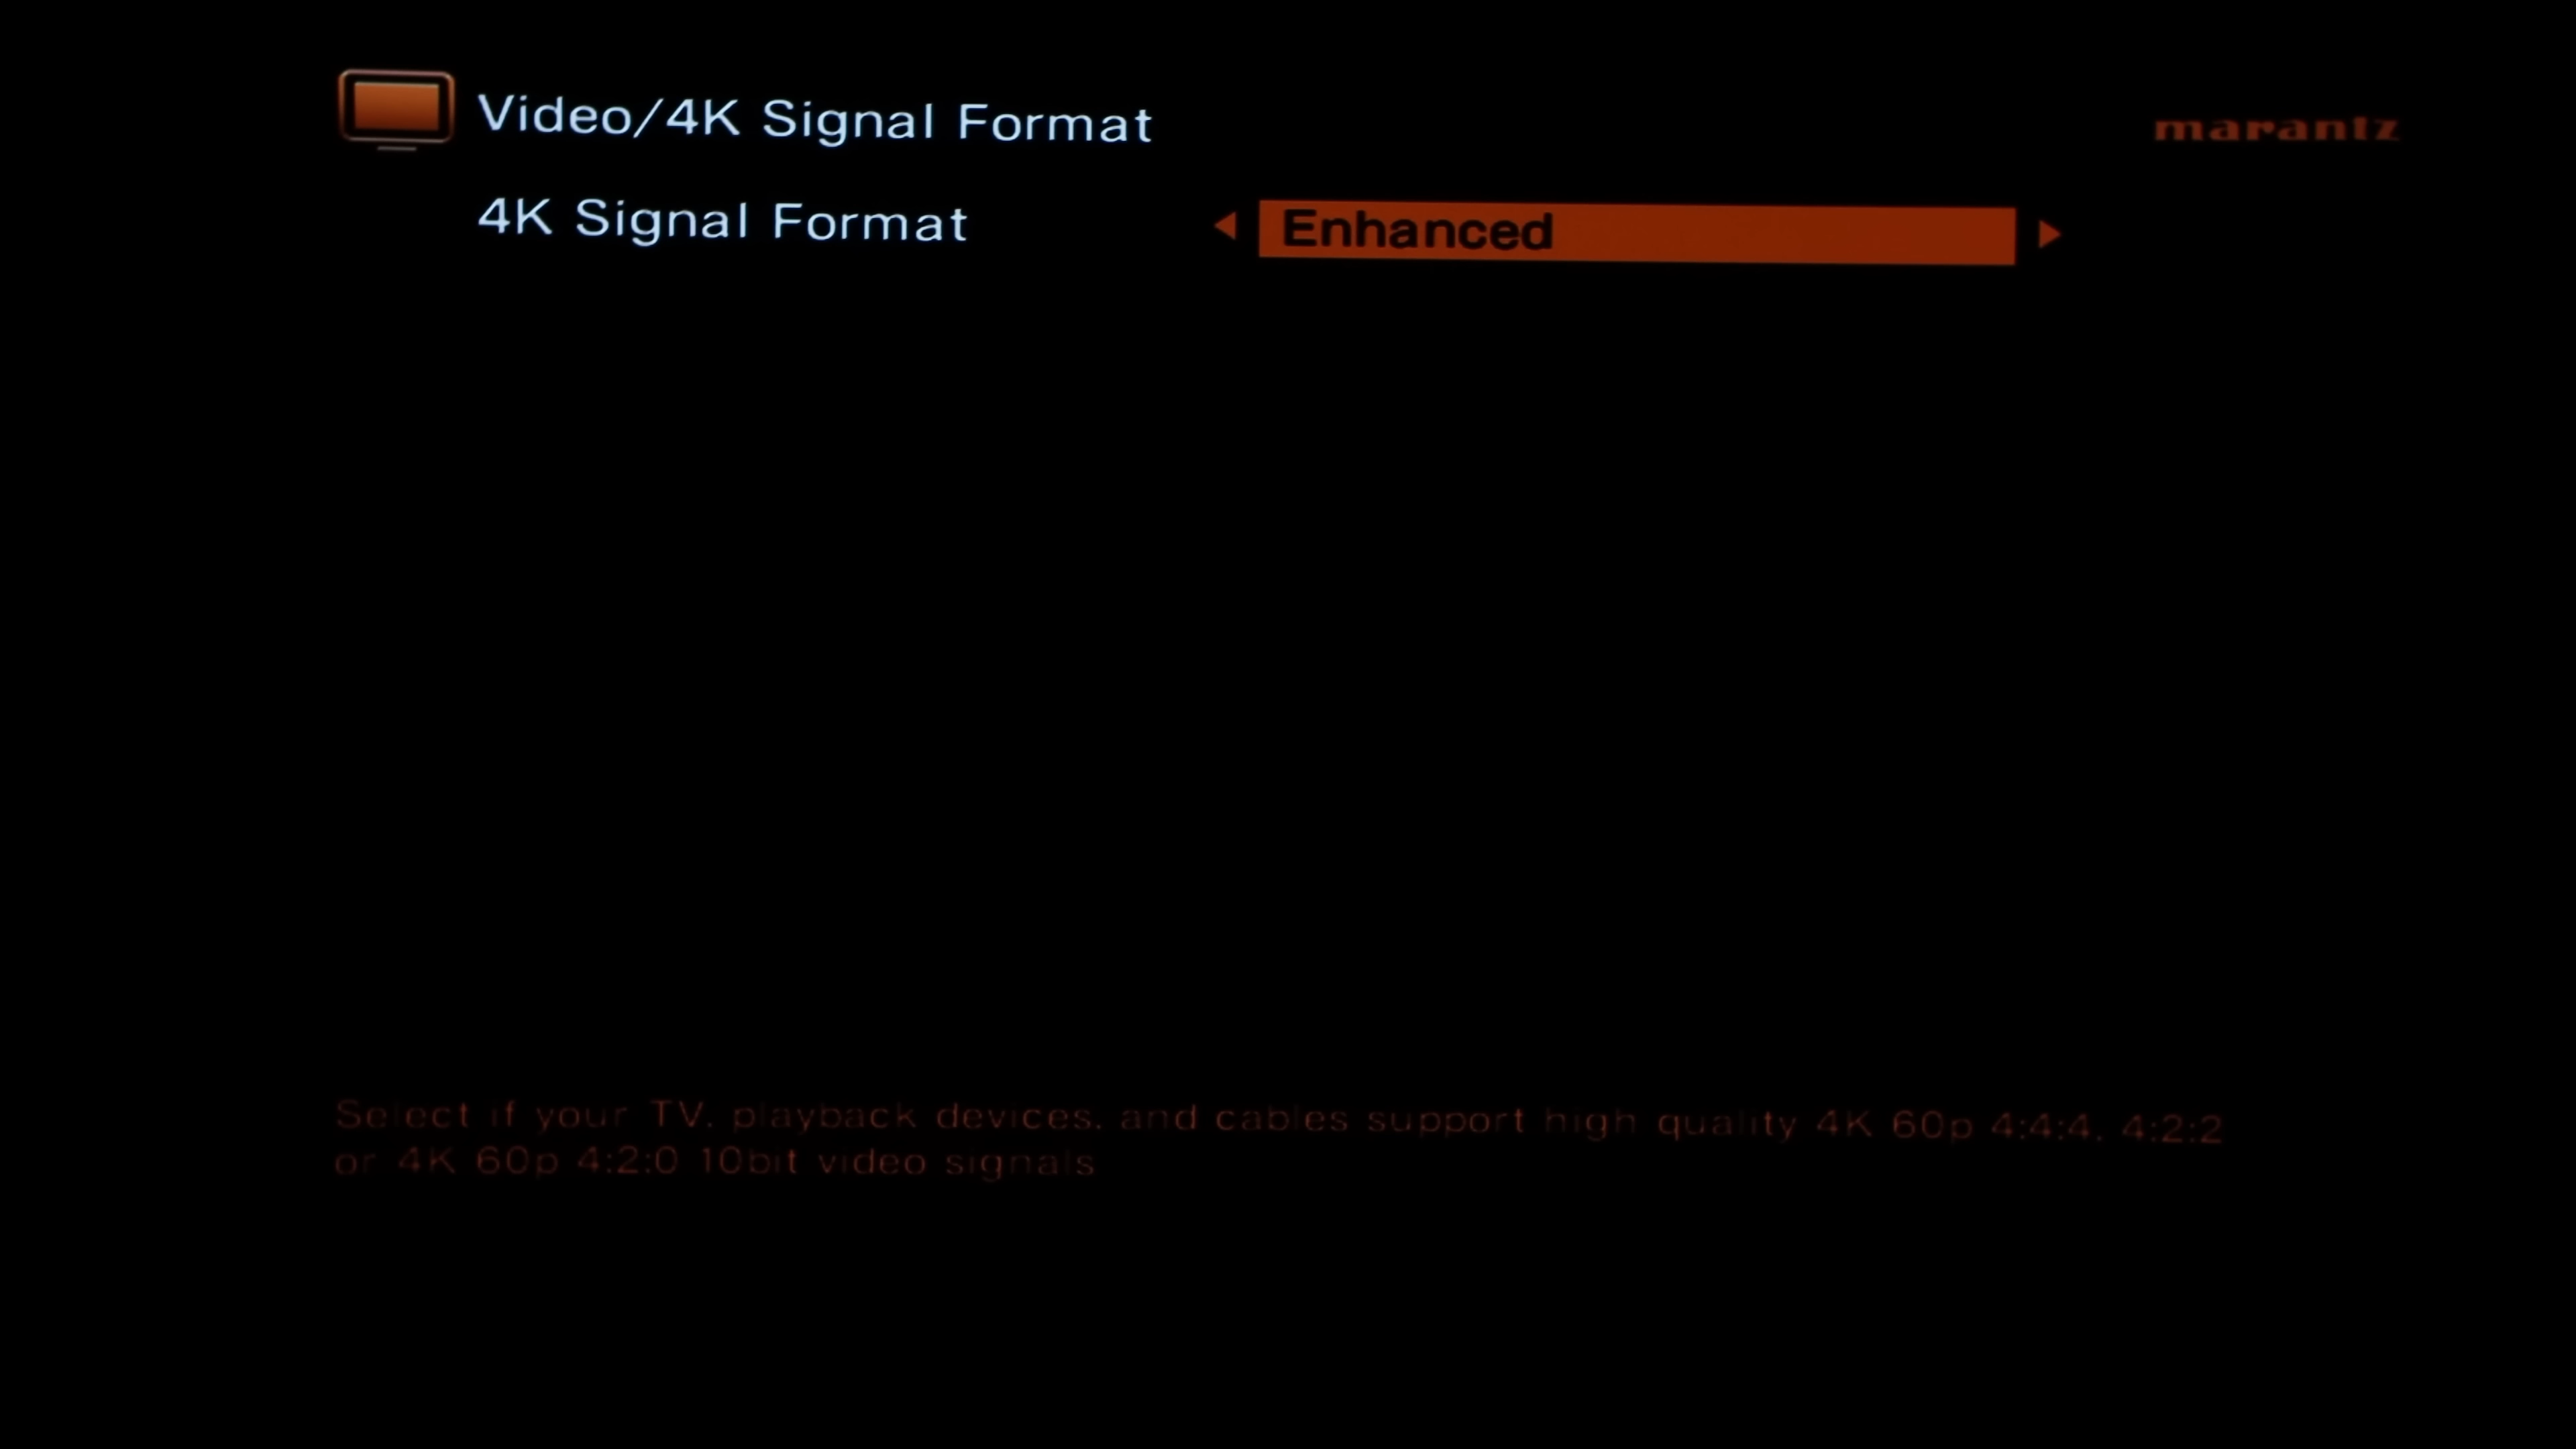 Video/4K Signal Format
marantz
4K Signal Format
Enhanced
Select if your TV, playback devices, and cables support high quality 4K 60p 4:4:4, 4:2:2
or 4K 60p 4:2:0 10bit video signals